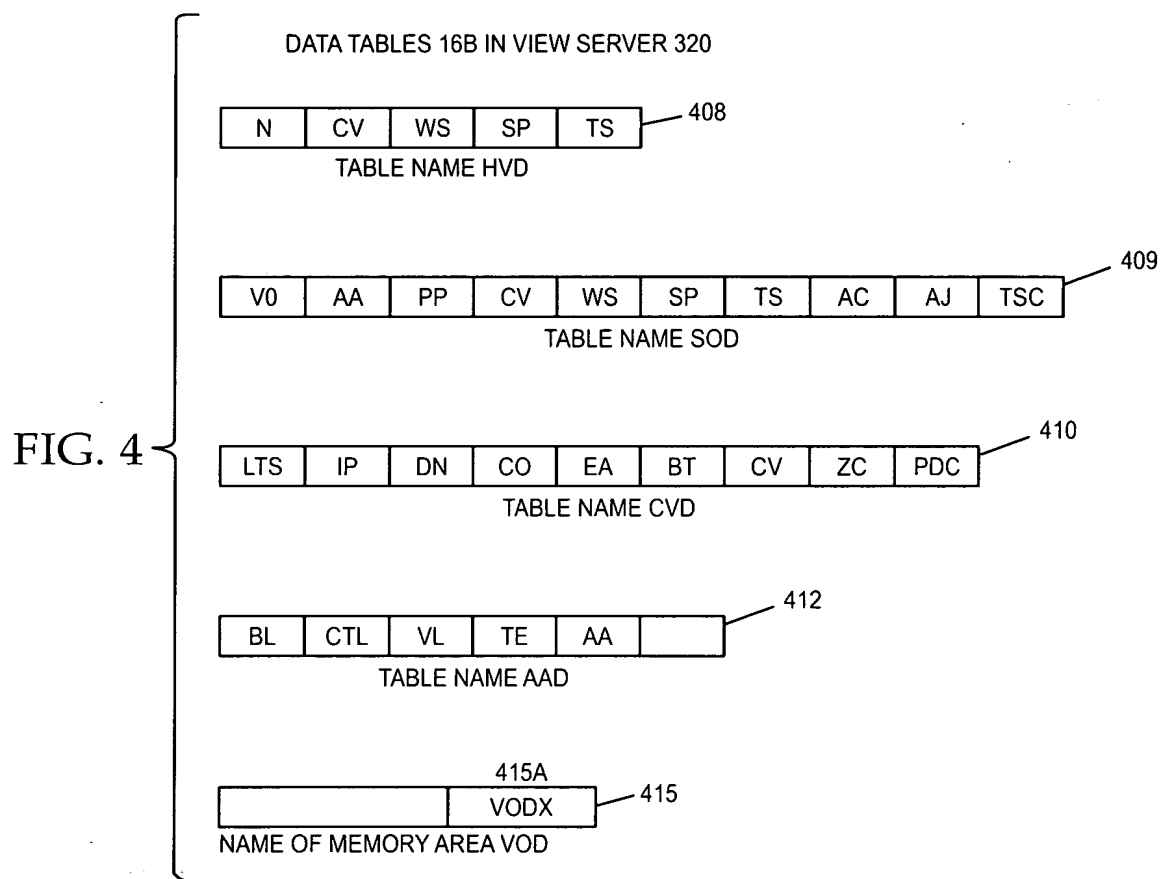 DATA TABLES 16B IN VIEW SERVER 320
N CV WS SP TS 408
TABLE NAME HVD
409
V0 AA PP CV WS SP TS AC AJ TSC
TABLE NAME SOD
FIG. 4
410
LTS IP DN CO EA BT CV ZC PDC
TABLE NAME CVD
412
BL CTL VL TE AA
TABLE NAME AAD
415A
VODX 415
NAME OF MEMORY AREA VOD